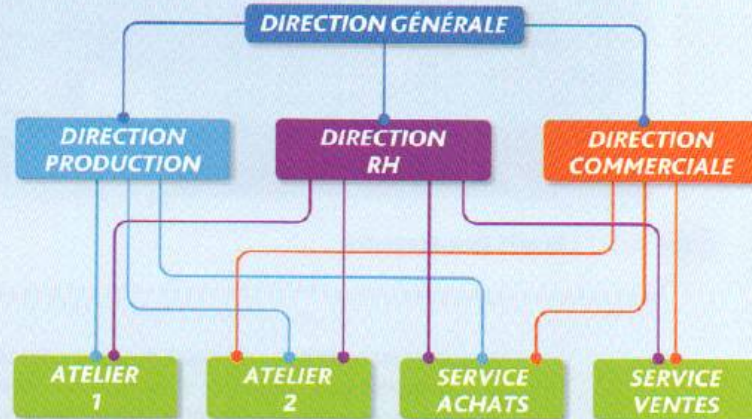 DIRECTION GÉNÉRALE
DIRECTION
PRODUCTION
DIRECTION
RH
DIRECTION
COMMERCIALE
ATELIER
1
ATELIER
2
SERVICE
ACHATS
SERVICE
VENTES